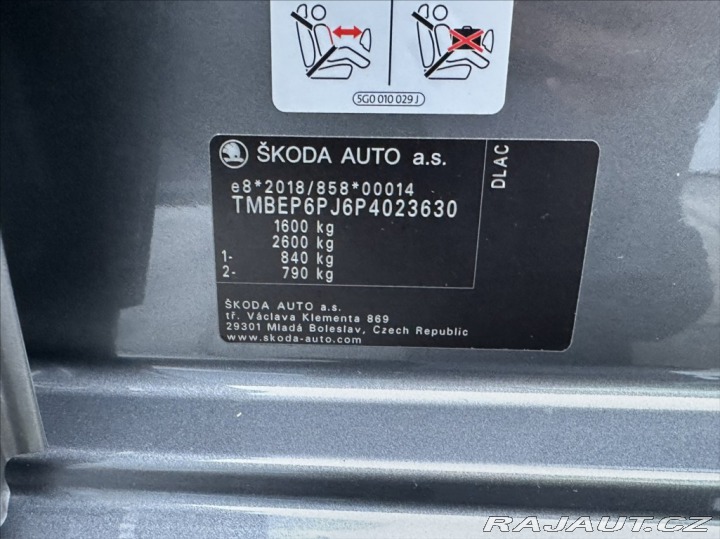 5G0 010 029 J
ŠKODA AUTO a.s.
DLAC
e8*2018/858*00014
TMBEP6PJ6P4023630
1600 kg
2600 kg
1- 840 kg
2- 790 kg
ŠKODA AUTO a.s.
tř. Václava Klementa 869
29301 Mladá Boleslav, Czech Republic
www.skoda-auto.com
RAJAUT.CZ